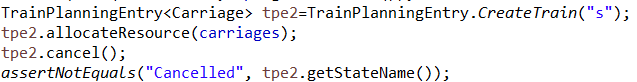 TrainPlanningEntry<Carriage> tpe2=TrainPlanningEntry.CreateTrain("s");
tpe2.allocateResource(carriages);
tpe2.cancel();
assertNotEquals("Cancelled", tpe2.getStateName());